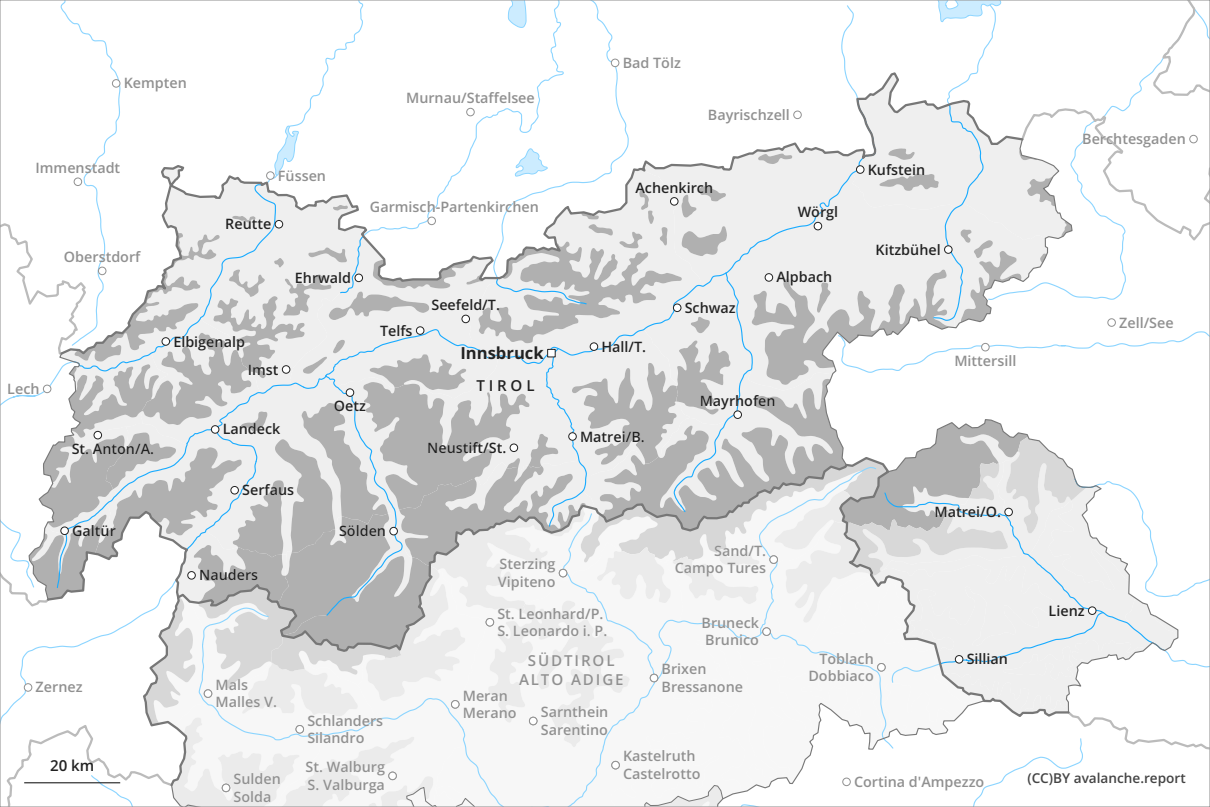 Kempten
Bad Tölz
Murnau/Staffelsee
Bayrischzell
Berchtesgaden
Immenstadt
Füssen
Kufstein
Achenkirch
Garmisch-Partenkirchen
Wörgl
Reutte
Kitzbühel
Oberstdorf
Ehrwald
Alpbach
Seefeld/T.
Schwaz
Zell/See
Telfs
Elbigenalp
Innsbruck
Hall/T.
Mittersill
Imst
TIROL
Lech
Oetz
Mayrhofen
Landeck
Matrei/B.
St. Anton/A.
Neustift/St.
Serfaus
Matrei/O.
Galtür
Sölden
Sand/T.
Campo Tures
Sterzing
Vipiteno
Nauders
Lienz
St. Leonhard/P.
S. Leonardo i. P.
Bruneck
Brunico
SÜDTIROL
ALTO ADIGE
Toblach
Dobbiaco
Sillian
Brixen
Bressanone
Zernez
Mals
Malles V.
Meran
Merano
Sarnthein
Sarentino
Schlanders
Silandro
Kastelruth
Castelrotto
20 km
St. Walburg
S. Valburga
Sulden
Solda
Cortina d'Ampezzo
(CC)BY avalanche.report